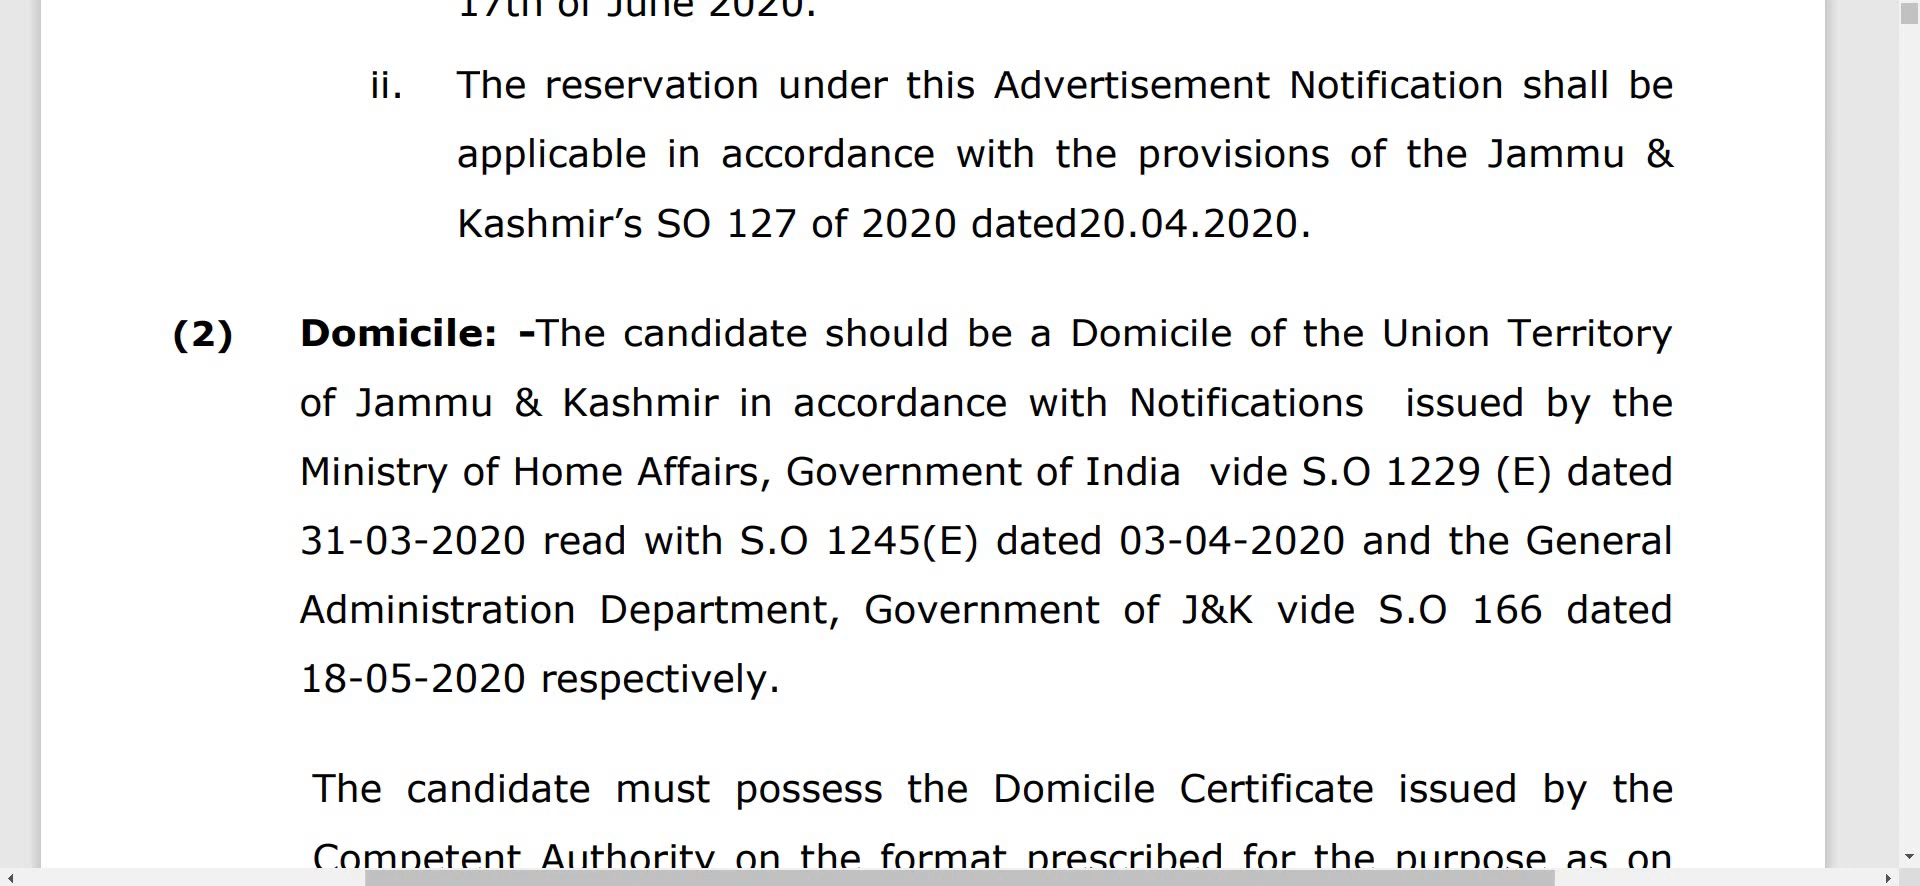 17th of June 2020.
ii. The reservation under this Advertisement Notification shall be
applicable in accordance with the provisions of the Jammu &
Kashmir’s SO 127 of 2020 dated20.04.2020.
(2) Domicile: -The candidate should be a Domicile of the Union Territory
of Jammu & Kashmir in accordance with Notifications issued by the
Ministry of Home Affairs, Government of India vide S.O 1229 (E) dated
31-03-2020 read with S.O 1245(E) dated 03-04-2020 and the General
Administration Department, Government of J&K vide S.O 166 dated
18-05-2020 respectively.
The candidate must possess the Domicile Certificate issued by the
Competent Authority on the format prescribed for the purpose as on